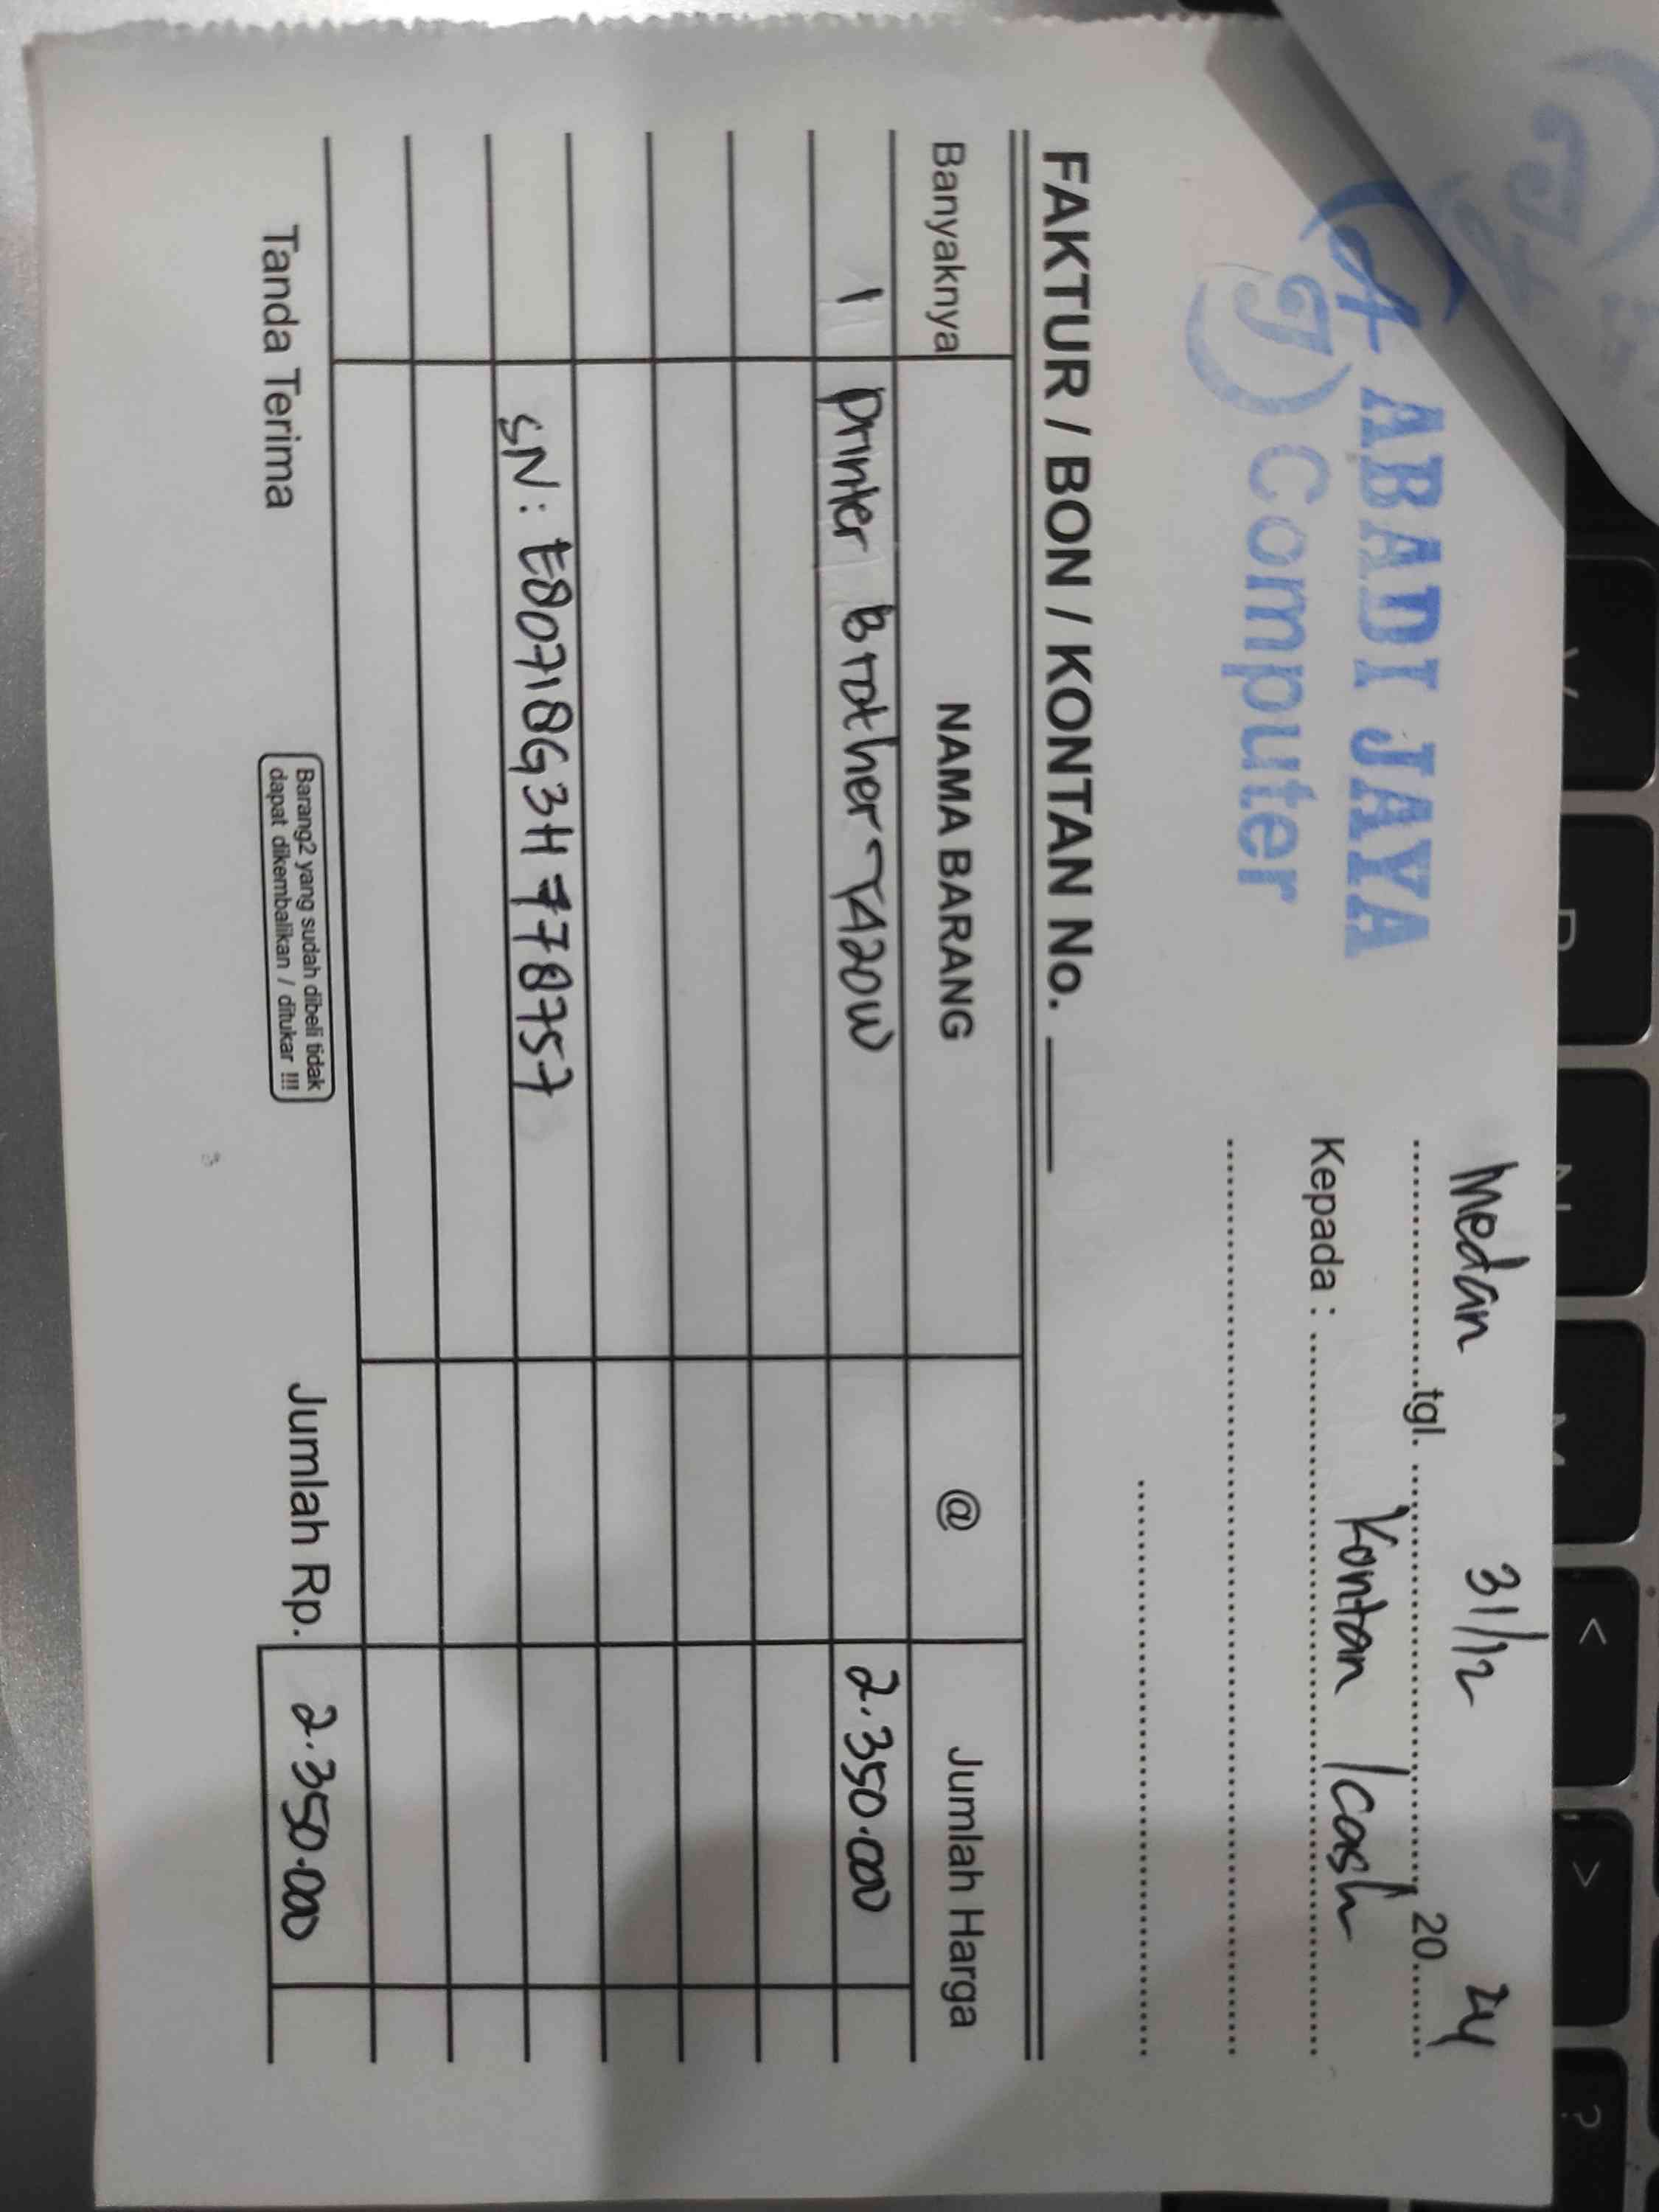 ABADI JAYA
Computer
Medan tgl. 31/12 20 24
Kepada : Kontan / cash
FAKTUR / BON / KONTAN No.
Banyaknya NAMA BARANG @ Jumlah Harga
1 Printer Brother - T420W 2.350.000
SN : E80718G3H778757
Tanda Terima
Barang2 yang sudah dibeli tidak
dapat dikembalikan / ditukar !!!
Jumlah Rp. 2.350.000